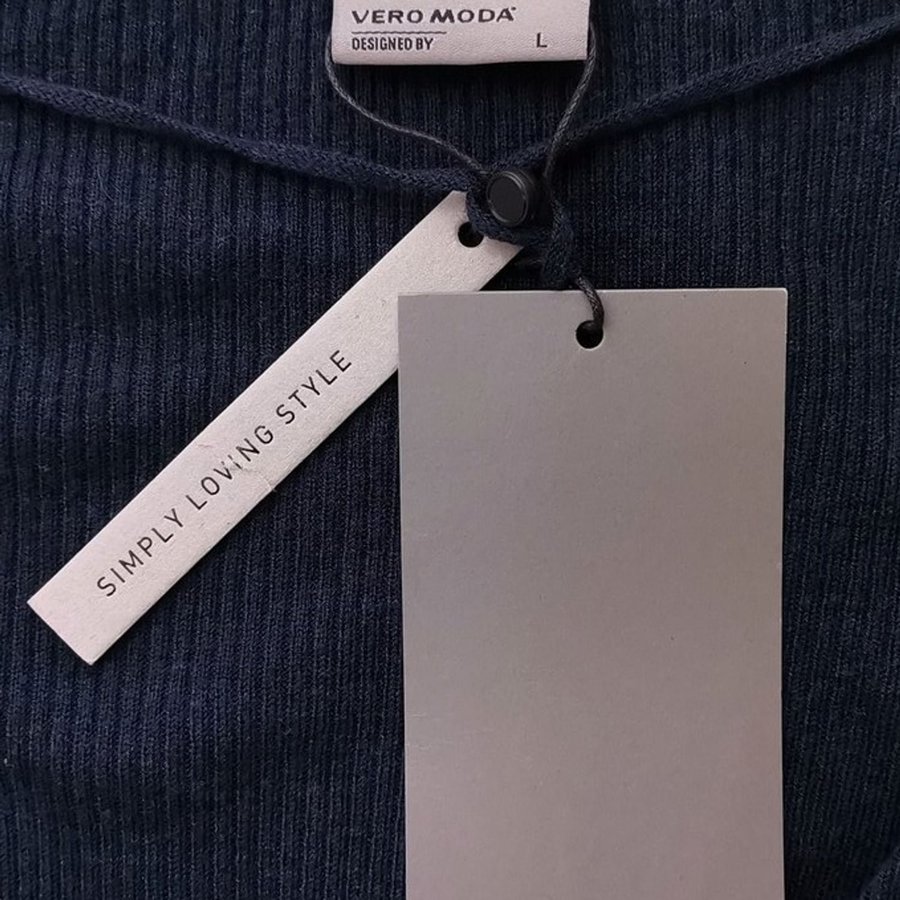 VERO MODA
DESIGNED BY L
SIMPLY LOVING STYLE